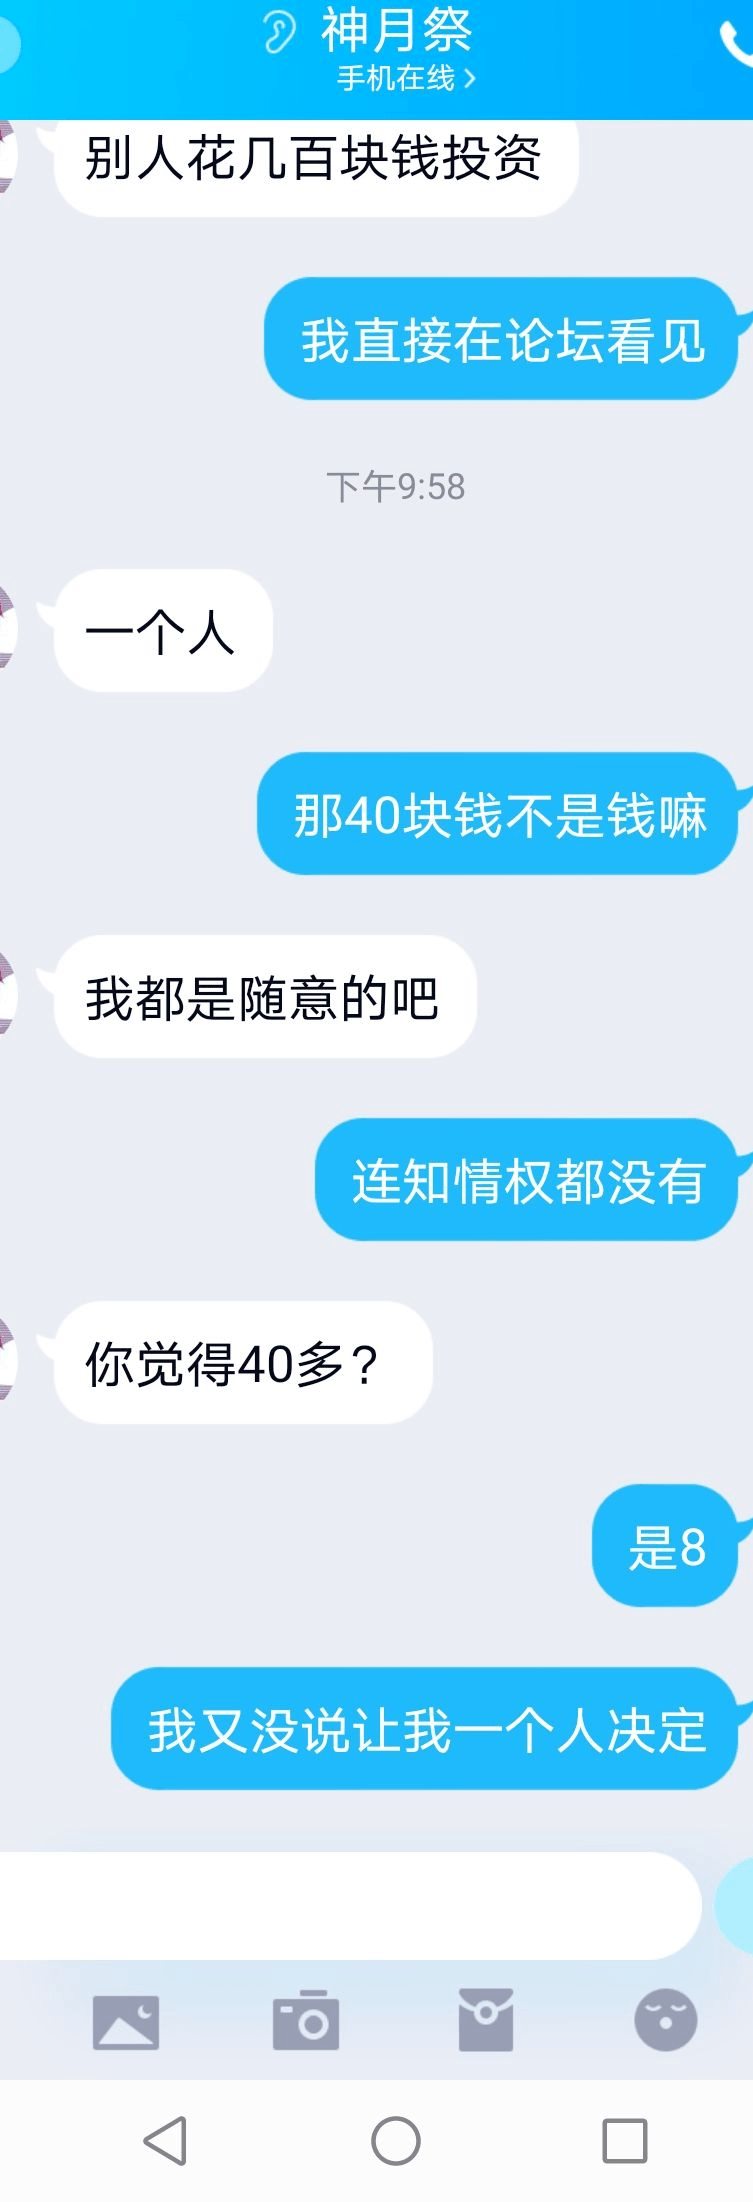 神月祭
手机在线
别人花几百块钱投资
我直接在论坛看见
下午9:58
一个人
那40块钱不是钱嘛
我都是随意的吧
连知情权都没有
你觉得40多？
是8
我又没说让我一个人决定